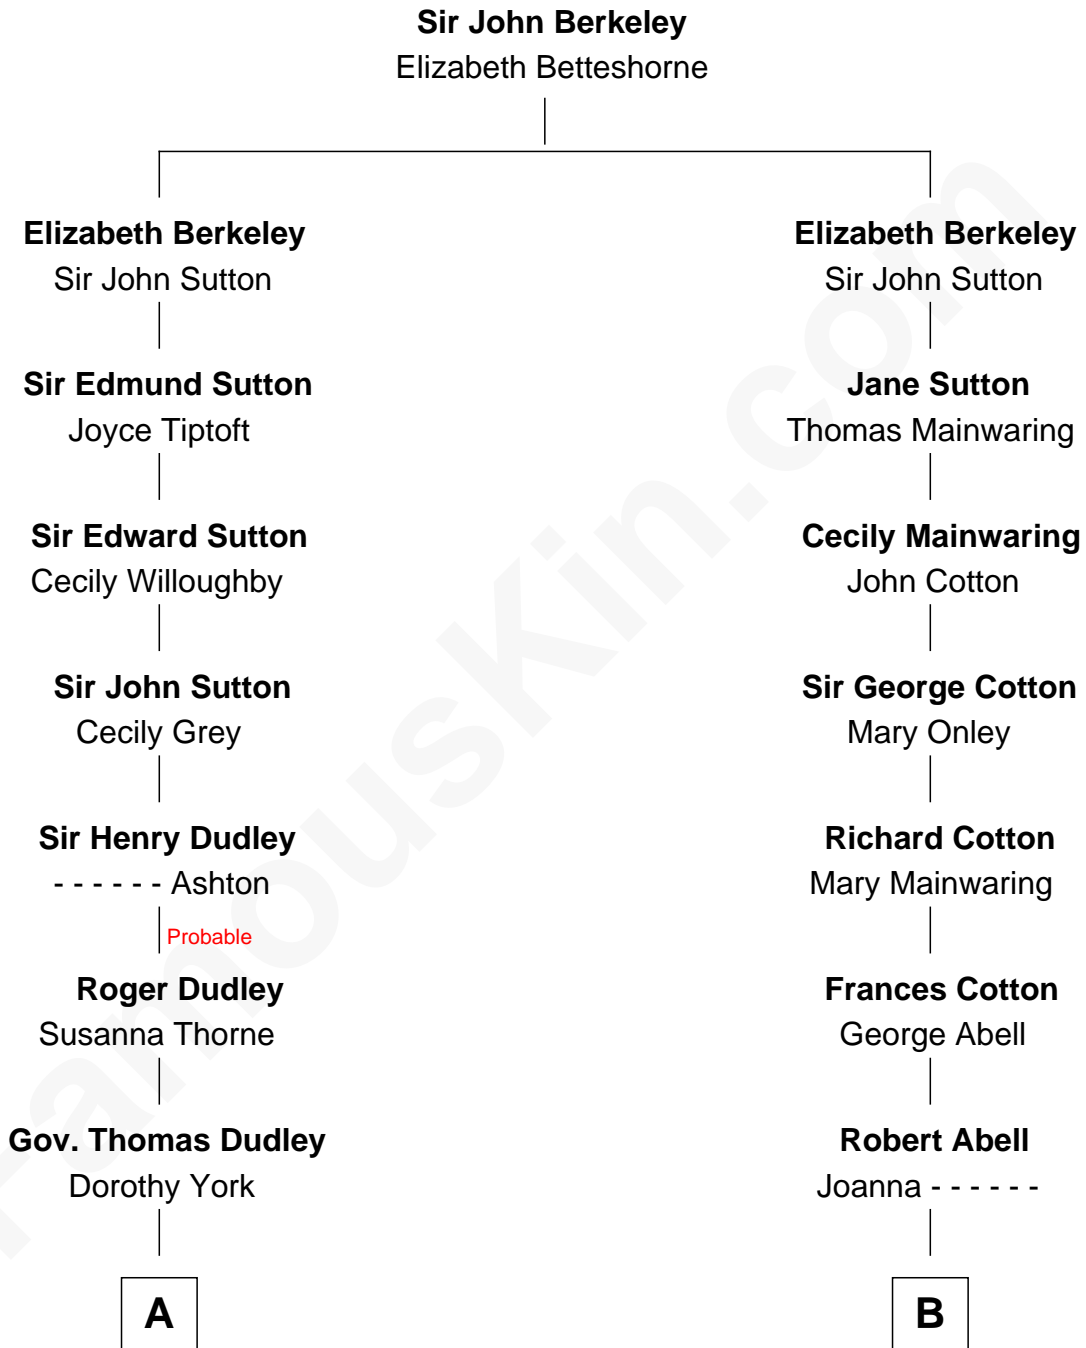 Sir John Berkeley
Elizabeth Betteshorne
Elizabeth Berkeley
Sir John Sutton
Sir Edmund Sutton
Joyce Tiptoft
Sir Edward Sutton
Cecily Willoughby
Sir John Sutton
Cecily Grey
Sir Henry Dudley
- - - - - - Ashton
Probable
Roger Dudley
Susanna Thorne
Gov. Thomas Dudley
Dorothy York
A
Elizabeth Berkeley
Sir John Sutton
Jane Sutton
Thomas Mainwaring
Cecily Mainwaring
John Cotton
Sir George Cotton
Mary Onley
Richard Cotton
Mary Mainwaring
Frances Cotton
George Abell
Robert Abell
Joanna - - - - - -
B
FamousKin.com